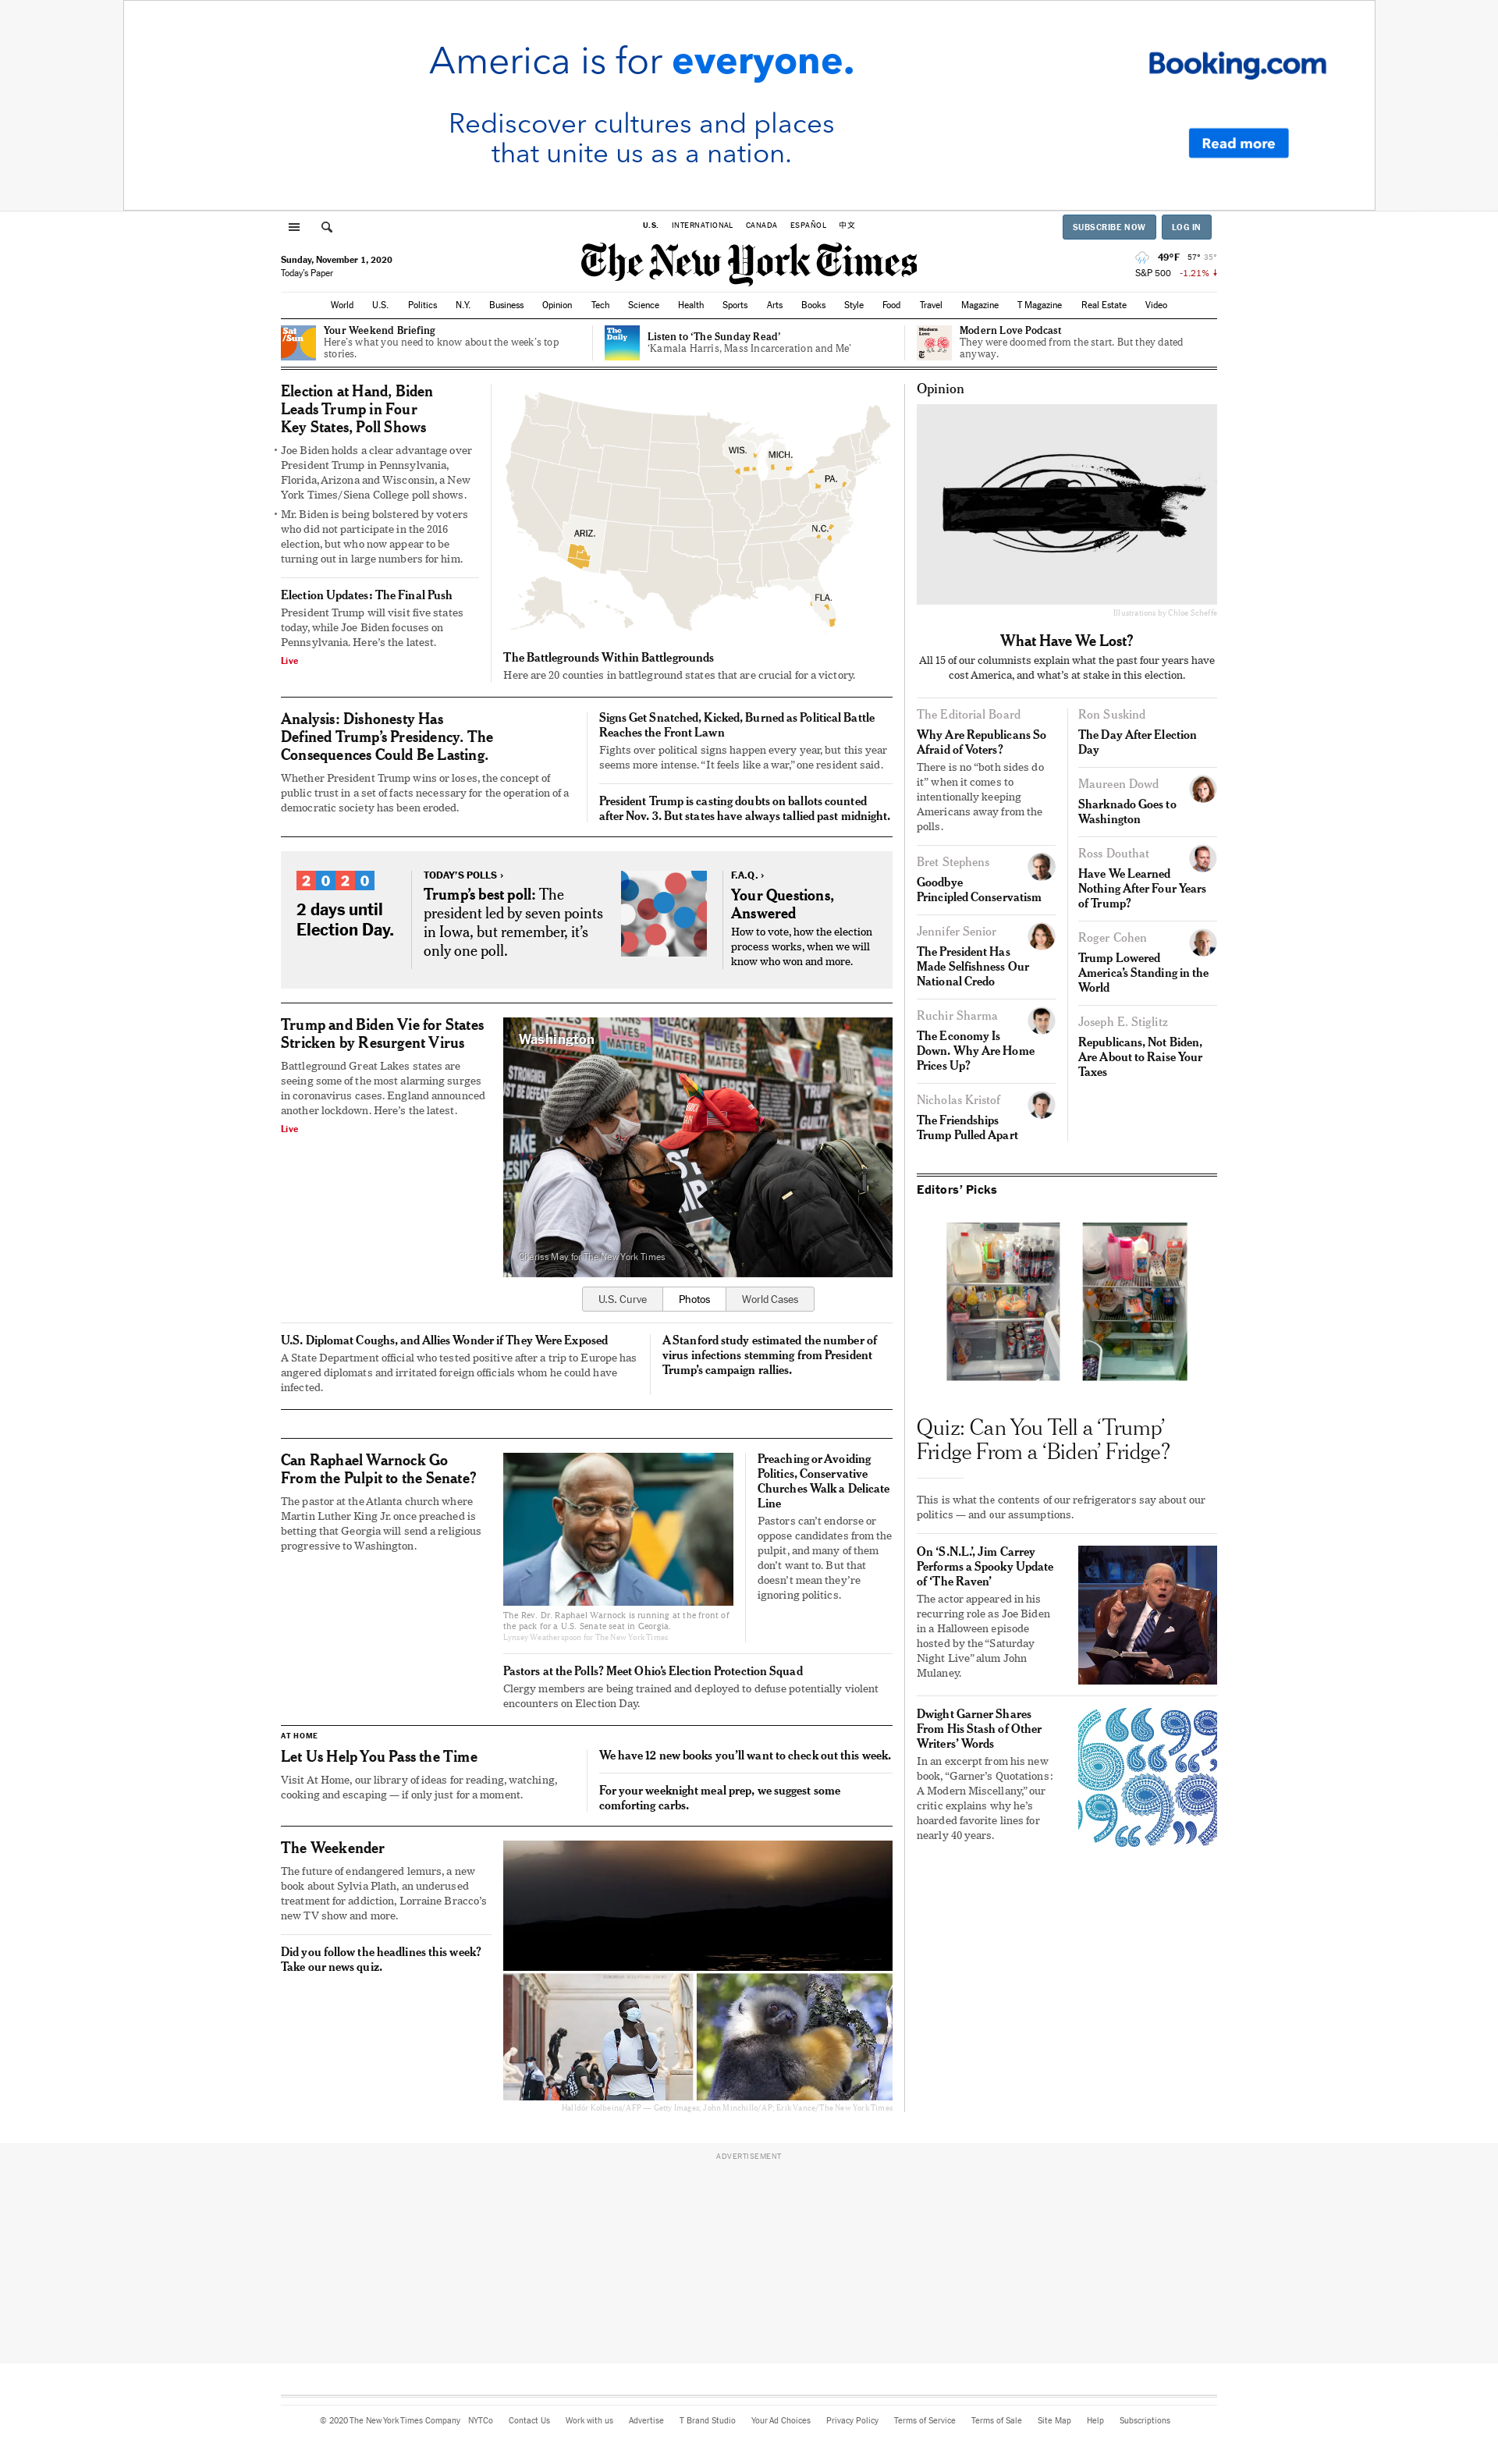 America is for everyone.
Rediscover cultures and places
that unite us as a nation.
Booking.com
Read more
U.S.
INTERNATIONAL
CANADA
ESPAÑOL
中文
SUBSCRIBE NOW
LOG IN
Sunday, November 1, 2020
Today's Paper
The New York Times
49°F 57° 35°
S&P 500 -1.21%
World U.S. Politics N.Y. Business Opinion Tech Science Health Sports Arts Books Style Food Travel Magazine T Magazine Real Estate Video
Sat
/Sun
Your Weekend Briefing
Here's what you need to know about the week's top
stories.
The
Daily
Listen to 'The Sunday Read'
'Kamala Harris, Mass Incarceration and Me'
Modern
Love
Modern Love Podcast
They were doomed from the start. But they dated
anyway.
Election at Hand, Biden
Leads Trump in Four
Key States, Poll Shows
• Joe Biden holds a clear advantage over
President Trump in Pennsylvania,
Florida, Arizona and Wisconsin, a New
York Times/Siena College poll shows.
• Mr. Biden is being bolstered by voters
who did not participate in the 2016
election, but who now appear to be
turning out in large numbers for him.
Election Updates: The Final Push
President Trump will visit five states
today, while Joe Biden focuses on
Pennsylvania. Here's the latest.
Live
WIS.
MICH.
PA.
N.C.
ARIZ.
FLA.
The Battlegrounds Within Battlegrounds
Here are 20 counties in battleground states that are crucial for a victory.
Analysis: Dishonesty Has
Defined Trump's Presidency. The
Consequences Could Be Lasting.
Whether President Trump wins or loses, the concept of
public trust in a set of facts necessary for the operation of a
democratic society has been eroded.
Signs Get Snatched, Kicked, Burned as Political Battle
Reaches the Front Lawn
Fights over political signs happen every year, but this year
seems more intense. "It feels like a war," one resident said.
President Trump is casting doubts on ballots counted
after Nov. 3. But states have always tallied past midnight.
2020
2 days until
Election Day.
TODAY'S POLLS ›
Trump's best poll: The
president led by seven points
in Iowa, but remember, it's
only one poll.
F.A.Q. ›
Your Questions,
Answered
How to vote, how the election
process works, when we will
know who won and more.
Trump and Biden Vie for States
Stricken by Resurgent Virus
Battleground Great Lakes states are
seeing some of the most alarming surges
in coronavirus cases. England announced
another lockdown. Here's the latest.
Live
Washington
Cheriss May for The New York Times
U.S. Curve
Photos
World Cases
U.S. Diplomat Coughs, and Allies Wonder if They Were Exposed
A State Department official who tested positive after a trip to Europe has
angered diplomats and irritated foreign officials whom he could have
infected.
A Stanford study estimated the number of
virus infections stemming from President
Trump's campaign rallies.
Can Raphael Warnock Go
From the Pulpit to the Senate?
The pastor at the Atlanta church where
Martin Luther King Jr. once preached is
betting that Georgia will send a religious
progressive to Washington.
The Rev. Dr. Raphael Warnock is running at the front of
the pack for a U.S. Senate seat in Georgia.
Lynsey Weatherspoon for The New York Times
Preaching or Avoiding
Politics, Conservative
Churches Walk a Delicate
Line
Pastors can't endorse or
oppose candidates from the
pulpit, and many of them
don't want to. But that
doesn't mean they're
ignoring politics.
Pastors at the Polls? Meet Ohio's Election Protection Squad
Clergy members are being trained and deployed to defuse potentially violent
encounters on Election Day.
AT HOME
Let Us Help You Pass the Time
Visit At Home, our library of ideas for reading, watching,
cooking and escaping — if only just for a moment.
We have 12 new books you'll want to check out this week.
For your weeknight meal prep, we suggest some
comforting carbs.
The Weekender
The future of endangered lemurs, a new
book about Sylvia Plath, an underused
treatment for addiction, Lorraine Bracco's
new TV show and more.
Did you follow the headlines this week?
Take our news quiz.
Halldór Kolbeins/AFP — Getty Images, John Minchillo/AP; Erik Vance/The New York Times
Opinion
Illustrations by Chloe Scheffe
What Have We Lost?
All 15 of our columnists explain what the past four years have
cost America, and what's at stake in this election.
The Editorial Board
Why Are Republicans So
Afraid of Voters?
There is no "both sides do
it" when it comes to
intentionally keeping
Americans away from the
polls.
Bret Stephens
Goodbye
Principled Conservatism
Jennifer Senior
The President Has
Made Selfishness Our
National Credo
Ruchir Sharma
The Economy Is
Down. Why Are Home
Prices Up?
Nicholas Kristof
The Friendships
Trump Pulled Apart
Ron Suskind
The Day After Election
Day
Maureen Dowd
Sharknado Goes to
Washington
Ross Douthat
Have We Learned
Nothing After Four Years
of Trump?
Roger Cohen
Trump Lowered
America's Standing in the
World
Joseph E. Stiglitz
Republicans, Not Biden,
Are About to Raise Your
Taxes
Editors' Picks
Quiz: Can You Tell a 'Trump'
Fridge From a 'Biden' Fridge?
This is what the contents of our refrigerators say about our
politics — and our assumptions.
On 'S.N.L.', Jim Carrey
Performs a Spooky Update
of 'The Raven'
The actor appeared in his
recurring role as Joe Biden
in a Halloween episode
hosted by the "Saturday
Night Live" alum John
Mulaney.
Dwight Garner Shares
From His Stash of Other
Writers' Words
In an excerpt from his new
book, "Garner's Quotations:
A Modern Miscellany," our
critic explains why he's
hoarded favorite lines for
nearly 40 years.
ADVERTISEMENT
© 2020 The New York Times Company NYTCo Contact Us Work with us Advertise T Brand Studio Your Ad Choices Privacy Policy Terms of Service Terms of Sale Site Map Help Subscriptions